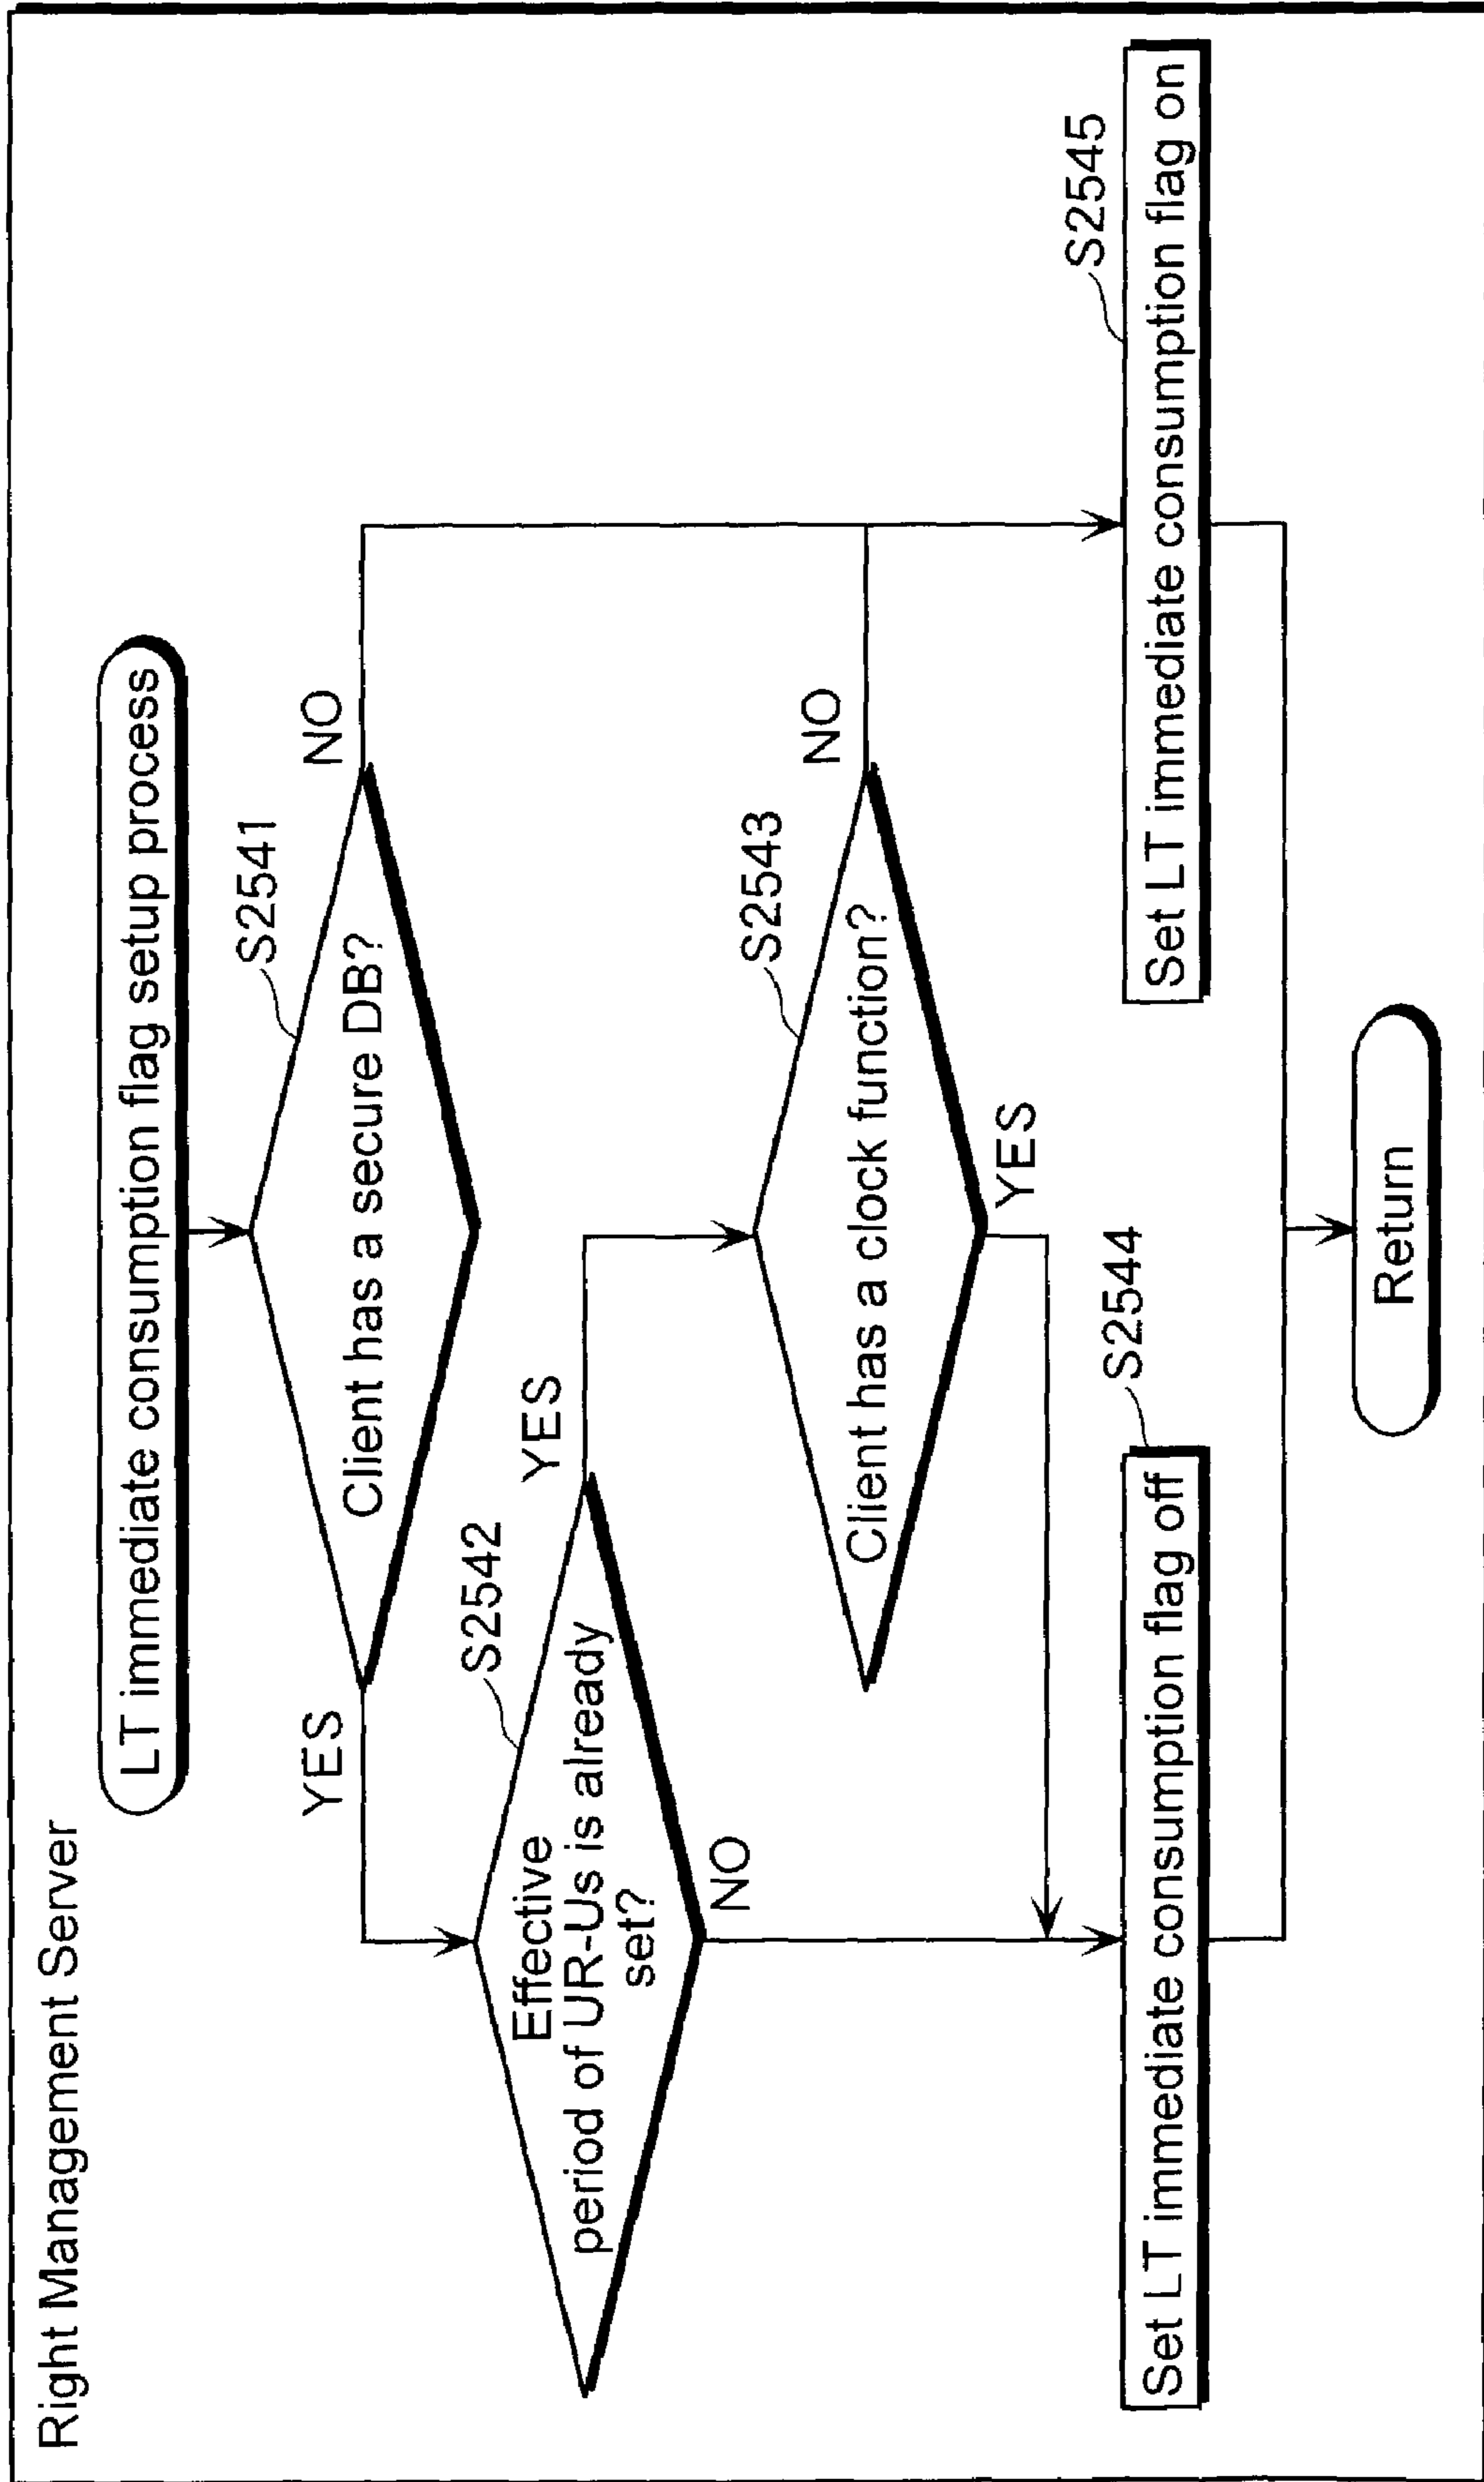 Right Management Server
LT immediate consumption flag setup process
S2541
Client has a secure DB?
YES
NO
S2542
Effective
period of UR-Us is already
set?
YES
NO
S2543
Client has a clock function?
NO
YES
S2544
Set LT immediate consumption flag off
S2545
Set LT immediate consumption flag on
Return